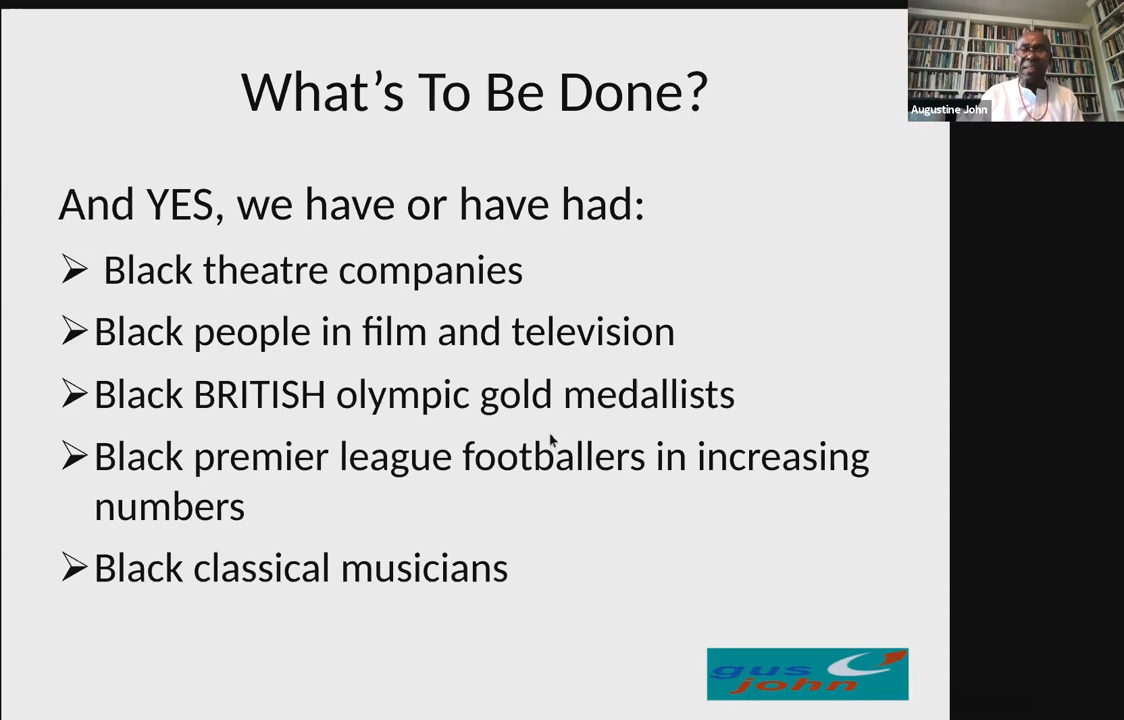 What's To Be Done?
Augustine John
And YES, we have or have had:
➢ Black theatre companies
➢ Black people in film and television
➢ Black BRITISH olympic gold medallists
➢ Black premier league footballers in increasing
numbers
➢ Black classical musicians
gus
john